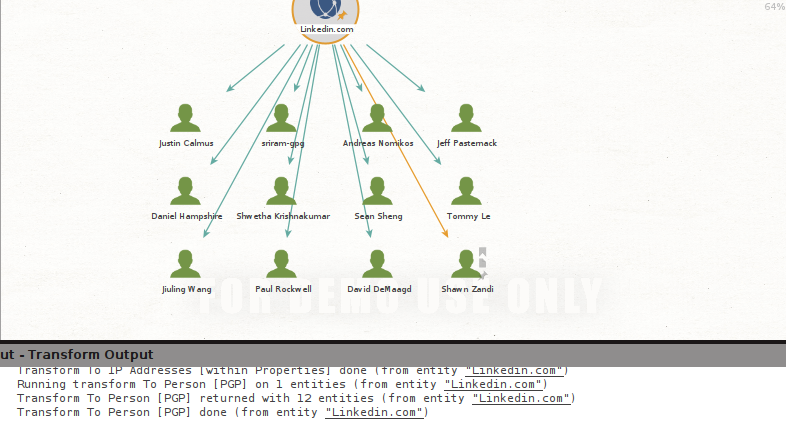 64%
Linkedin.com
Justin Calmus sriram-gpg Andreas Nomikos Jeff Pasternack
Daniel Hampshire Shwetha Krishnakumar Sean Sheng Tommy Le
Jiuling Wang Paul Rockwell David DeMaagd Shawn Zandi
FOR DEMO USE ONLY
ut - Transform Output
Transform To IP Addresses [within Properties] done (from entity "Linkedin.com")
Running transform To Person [PGP] on 1 entities (from entity "Linkedin.com")
Transform To Person [PGP] returned with 12 entities (from entity "Linkedin.com")
Transform To Person [PGP] done (from entity "Linkedin.com")